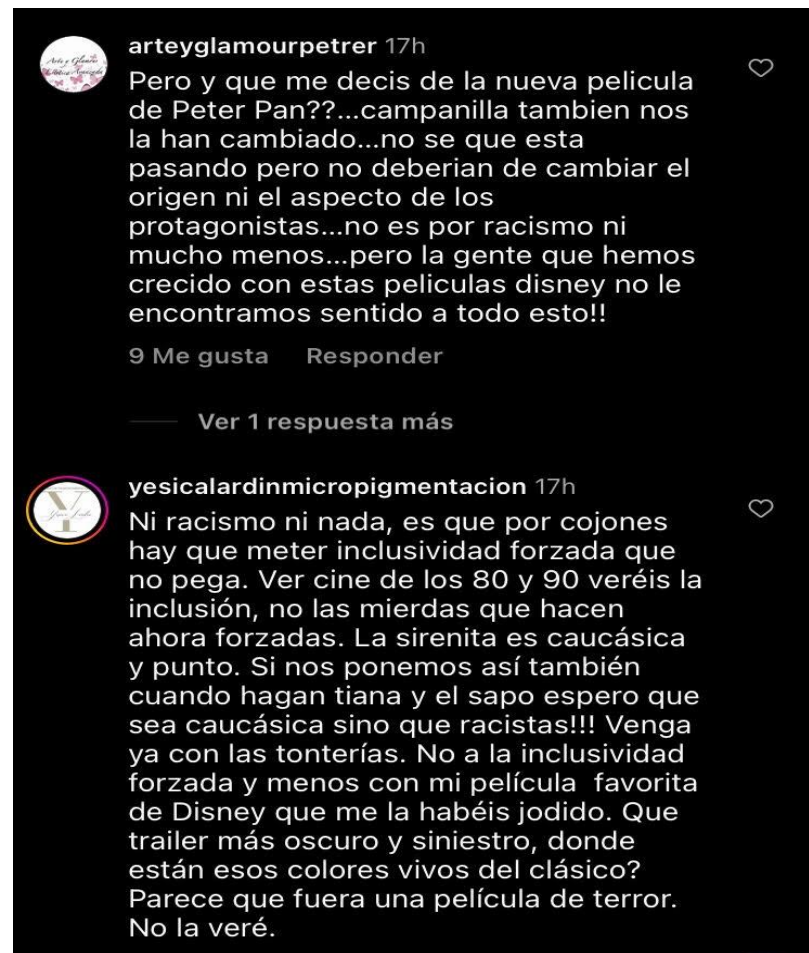 arteyglamourpetrer 17h
Pero y que me decis de la nueva pelicula
de Peter Pan??...campanilla tambien nos
la han cambiado...no se que esta
pasando pero no deberian de cambiar el
origen ni el aspecto de los
protagonistas...no es por racismo ni
mucho menos...pero la gente que hemos
crecido con estas peliculas disney no le
encontramos sentido a todo esto!!
9 Me gusta Responder
Ver 1 respuesta más
yesicalardinmicropigmentacion 17h
Ni racismo ni nada, es que por cojones
hay que meter inclusividad forzada que
no pega. Ver cine de los 80 y 90 veréis la
inclusión, no las mierdas que hacen
ahora forzadas. La sirenita es caucásica
y punto. Si nos ponemos así también
cuando hagan tiana y el sapo espero que
sea caucásica sino que racistas!!! Venga
ya con las tonterías. No a la inclusividad
forzada y menos con mi película favorita
de Disney que me la habéis jodido. Que
trailer más oscuro y siniestro, donde
están esos colores vivos del clásico?
Parece que fuera una película de terror.
No la veré.